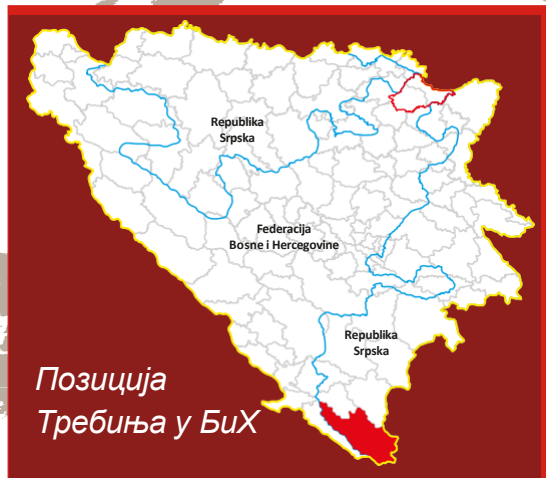 Republika
Srpska
Federacija
Bosne i Hercegovine
Republika
Srpska
Позиција
Требиња у БиХ